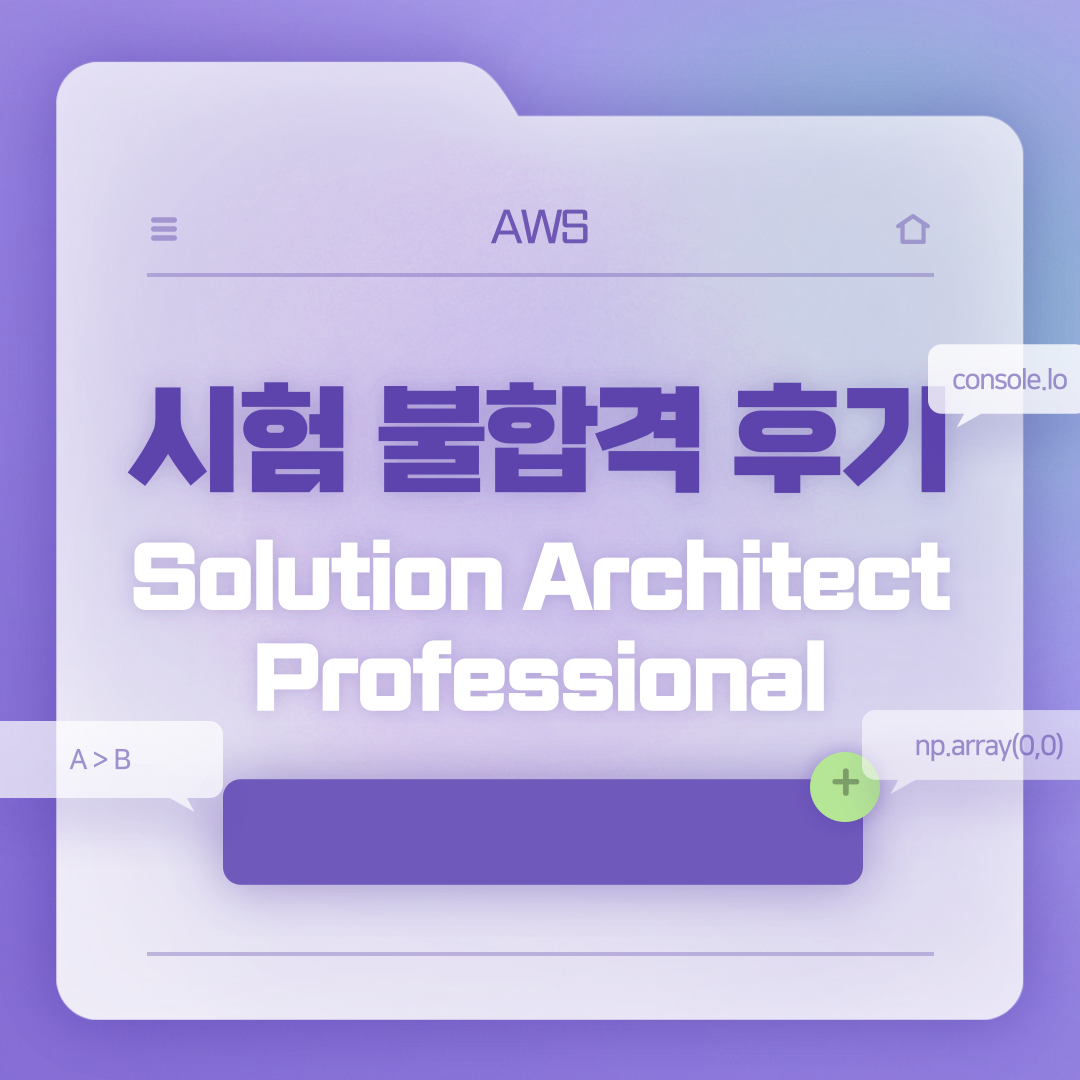 AWS
시험 불합격 후기
console.lo
Solution Architect
Professional
A > B
np.array(0,0)
+